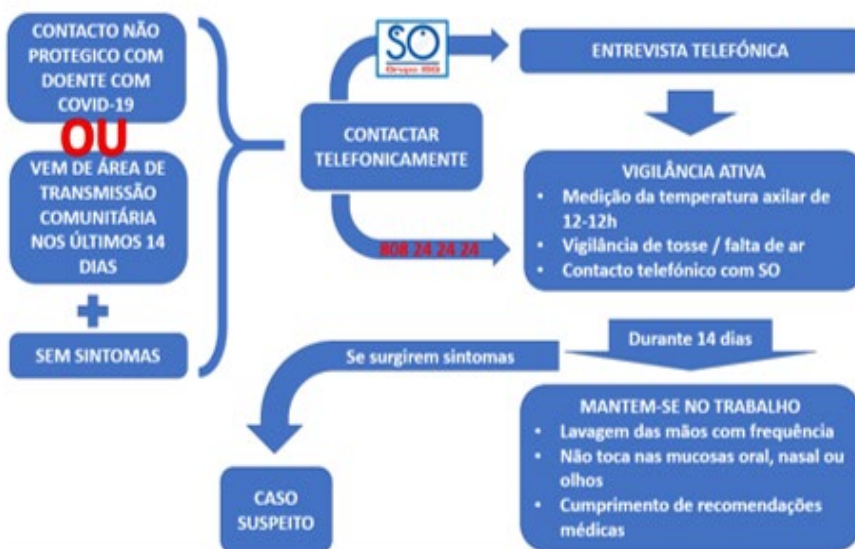 CONTACTO NÃO
PROTEGICO COM
DOENTE COM
COVID-19
OU
VEM DE ÁREA DE
TRANSMISSÃO
COMUNITÁRIA
NOS ÚLTIMOS 14
DIAS
+
SEM SINTOMAS
CONTACTAR
TELEFONICAMENTE
SO
Grupo ISQ
808 24 24 24
ENTREVISTA TELEFÓNICA
VIGILÂNCIA ATIVA
• Medição da temperatura axilar de
12-12h
• Vigilância de tosse / falta de ar
• Contacto telefónico com SO
Durante 14 dias
Se surgirem sintomas
CASO
SUSPEITO
MANTEM-SE NO TRABALHO
• Lavagem das mãos com frequência
• Não toca nas mucosas oral, nasal ou
olhos
• Cumprimento de recomendações
médicas